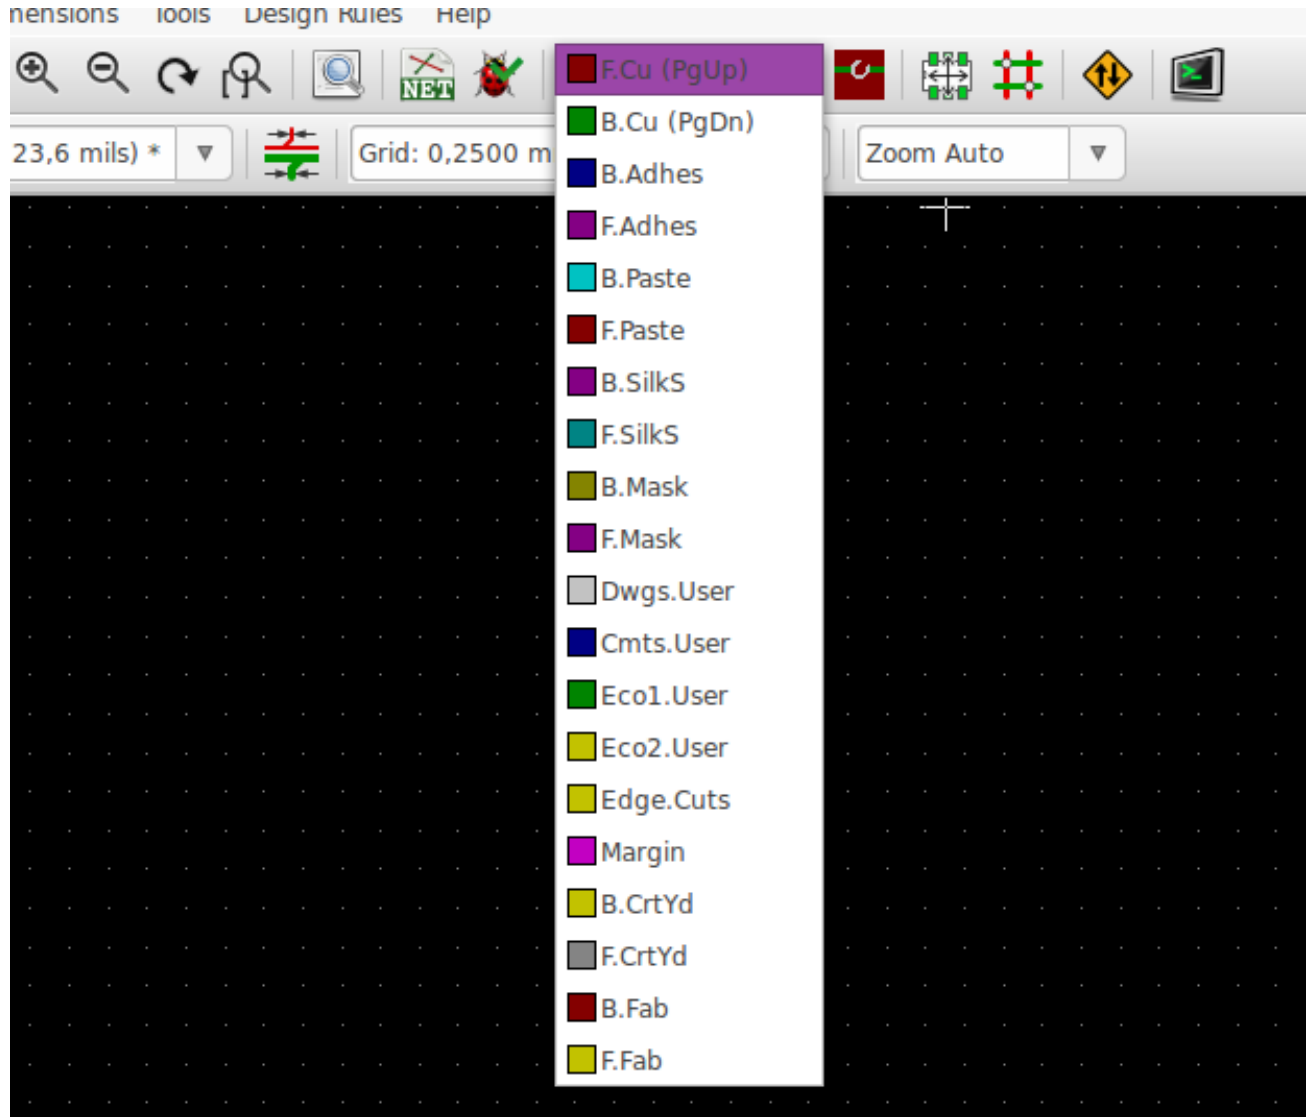 mensions Tools Design Rules Help
NET
23,6 mils) *
Grid: 0,2500 m
Zoom Auto
F.Cu (PgUp)
B.Cu (PgDn)
B.Adhes
F.Adhes
B.Paste
F.Paste
B.SilkS
F.SilkS
B.Mask
F.Mask
Dwgs.User
Cmts.User
Eco1.User
Eco2.User
Edge.Cuts
Margin
B.CrtYd
F.CrtYd
B.Fab
F.Fab